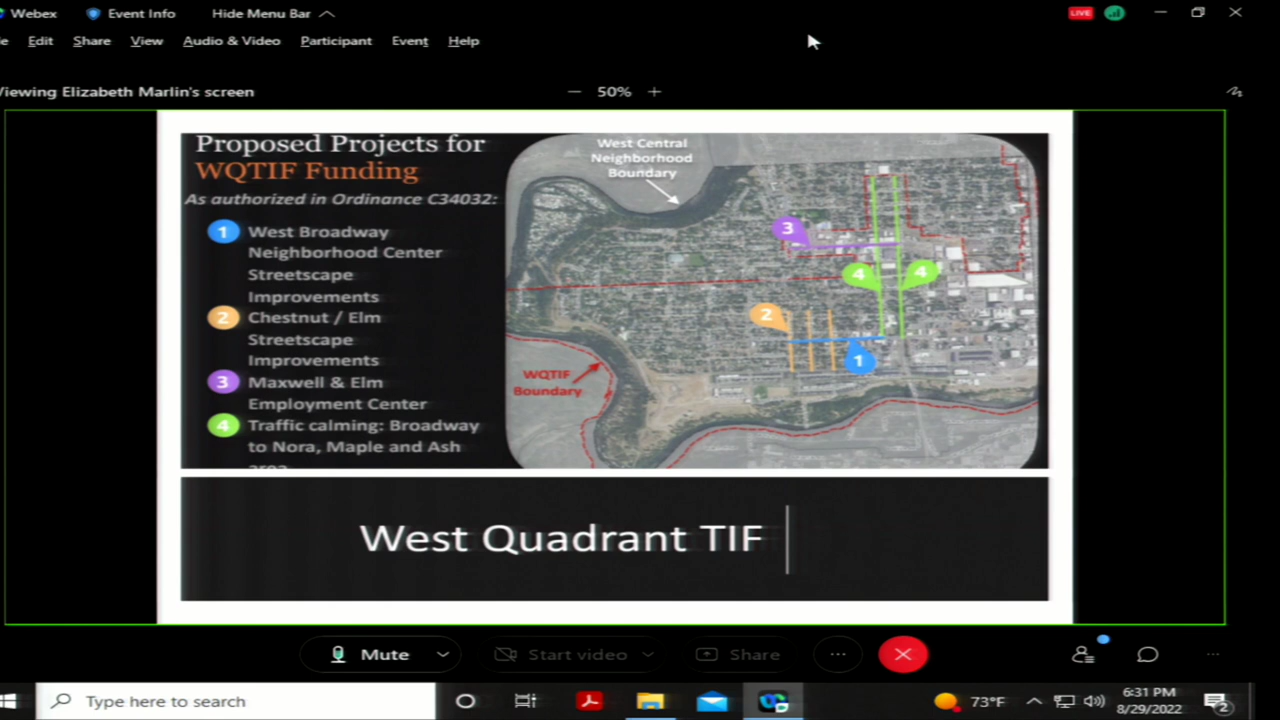 Webex
Event Info
Hide Menu Bar
LIVE
Edit
Share
View
Audio & Video
Participant
Event
Help
Viewing Elizabeth Marlin's screen
50%
Proposed Projects for
WQTIF Funding
As authorized in Ordinance C34032:
1 West Broadway
Neighborhood Center
Streetscape
Improvements
2 Chestnut / Elm
Streetscape
Improvements
3 Maxwell & Elm
Employment Center
4 Traffic calming: Broadway
to Nora, Maple and Ash
West Central
Neighborhood
Boundary
3
4
4
2
1
WQTIF
Boundary
West Quadrant TIF
Mute
Start video
Share
Type here to search
73°F
6:31 PM
8/29/2022
2